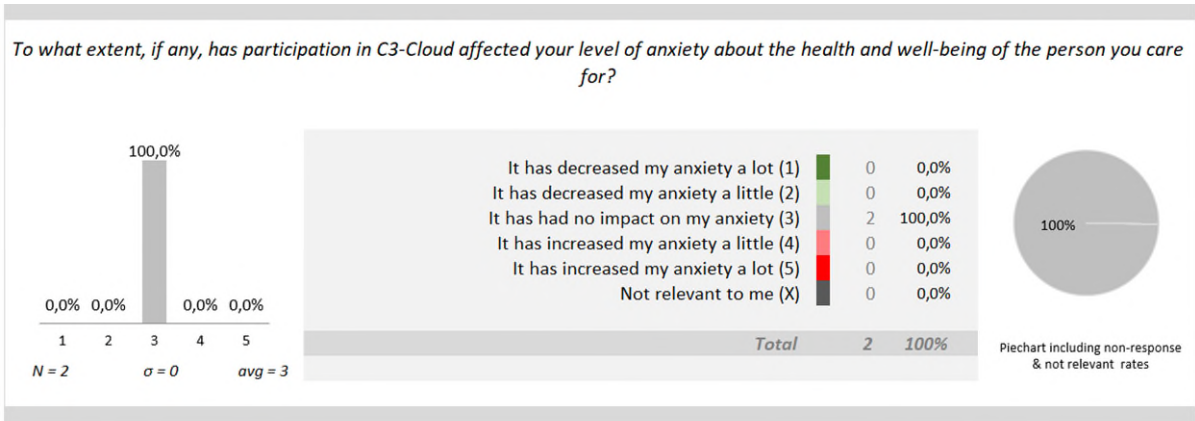 To what extent, if any, has participation in C3-Cloud affected your level of anxiety about the health and well-being of the person you care
for?
100,0%
0,0% 0,0% 0,0% 0,0%
1 2 3 4 5
N = 2 σ = 0 avg = 3
It has decreased my anxiety a lot (1) 0 0,0%
It has decreased my anxiety a little (2) 0 0,0%
It has had no impact on my anxiety (3) 2 100,0%
It has increased my anxiety a little (4) 0 0,0%
It has increased my anxiety a lot (5) 0 0,0%
Not relevant to me (X) 0 0,0%
Total 2 100%
100%
Piechart including non-response
& not relevant rates